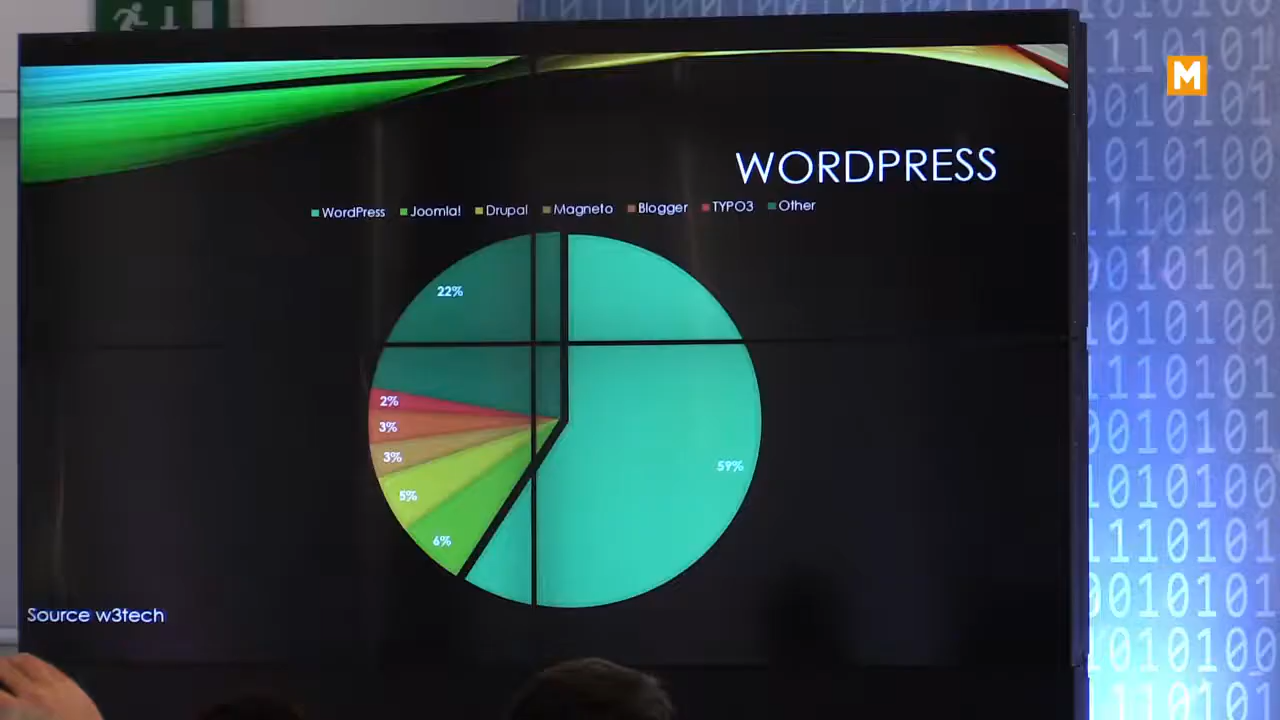 M
WORDPRESS
WordPress Joomla! Drupal Magneto Blogger TYPO3 Other
22%
2%
3%
3%
59%
5%
6%
Source w3tech